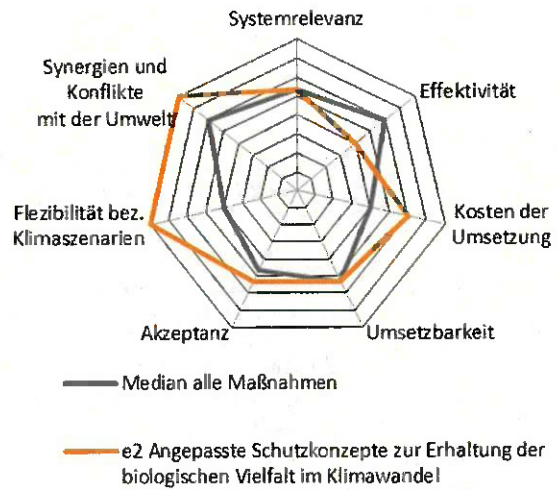 Systemrelevanz
Synergien und
Konflikte
mit der Umwelt
Effektivität
Flezibilität bez.
Klimaszenarien
Kosten der
Umsetzung
Akzeptanz
Umsetzbarkeit
Median alle Maßnahmen
e2 Angepasste Schutzkonzepte zur Erhaltung der
biologischen Vielfalt im Klimawandel